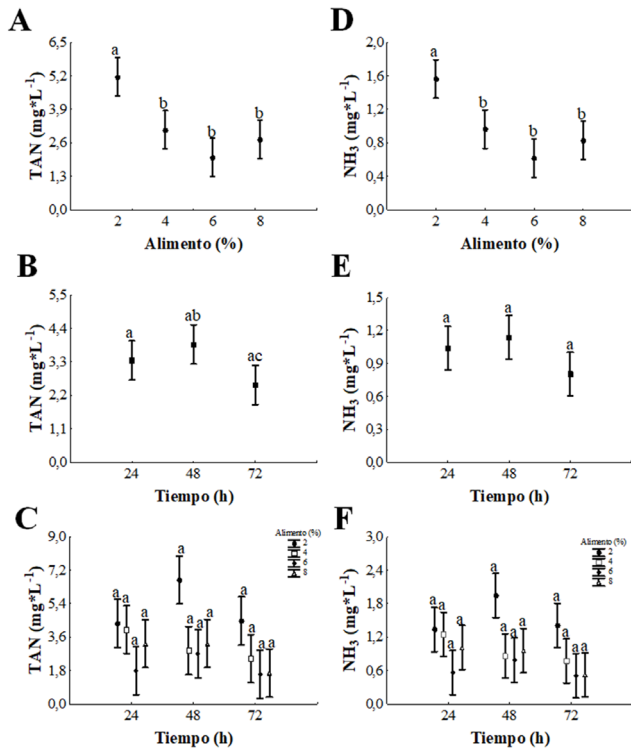 A
TAN (mg*L⁻¹)
6,5
5,2
3,9
2,6
1,3
0,0
a
b
b
b
2 4 6 8
Alimento (%)
D
NH₃ (mg*L⁻¹)
2,0
1,6
1,2
0,8
0,4
0,0
a
b
b
b
2 4 6 8
Alimento (%)
B
TAN (mg*L⁻¹)
5,5
4,4
3,3
2,2
1,1
0,0
a
ab
ac
24 48 72
Tiempo (h)
E
NH₃ (mg*L⁻¹)
1,5
1,2
0,9
0,6
0,3
0,0
a
a
a
24 48 72
Tiempo (h)
C
TAN (mg*L⁻¹)
9,0
7,2
5,4
3,6
1,8
0,0
Alimento (%)
2
4
6
8
a a a a
a a a a
a a a a
24 48 72
Tiempo (h)
F
NH₃ (mg*L⁻¹)
3,0
2,4
1,8
1,2
0,6
0,0
Alimento (%)
2
4
6
8
a a a a
a a a a
a a a a
24 48 72
Tiempo (h)